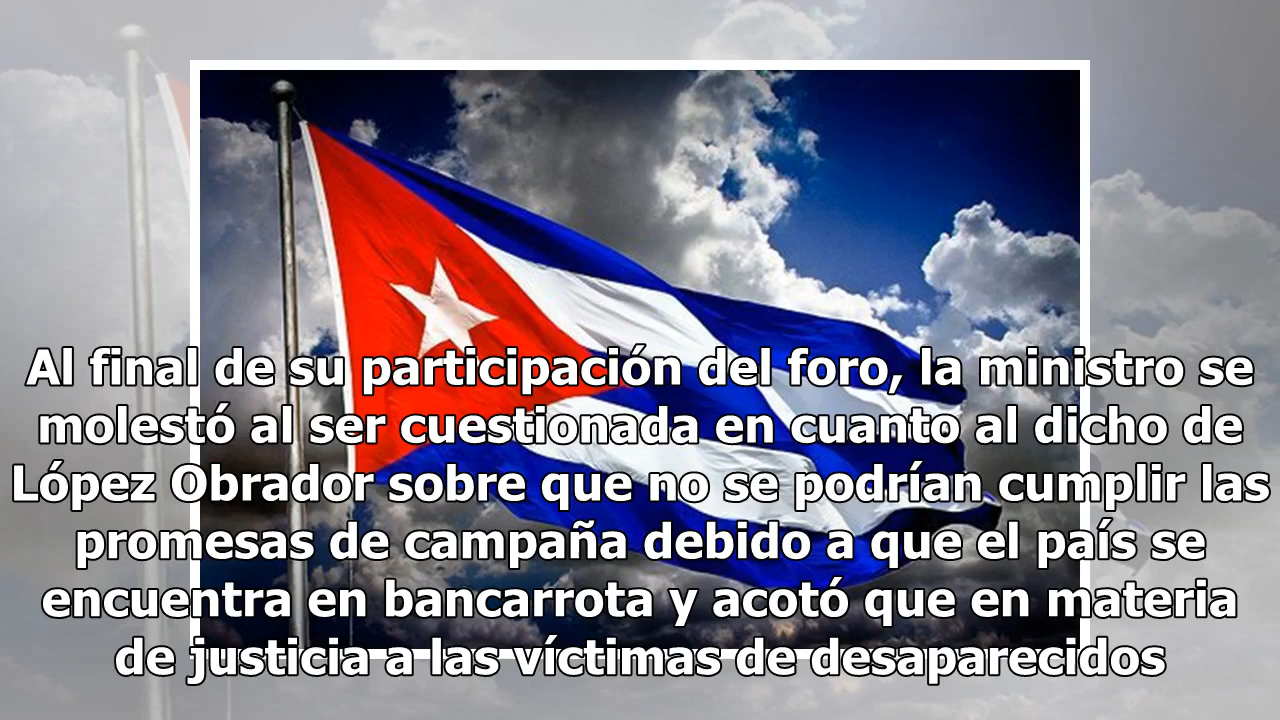 Al final de su participación del foro, la ministro se
molestó al ser cuestionada en cuanto al dicho de
López Obrador sobre que no se podrían cumplir las
promesas de campaña debido a que el país se
encuentra en bancarrota y acotó que en materia
de justicia a las víctimas de desaparecidos